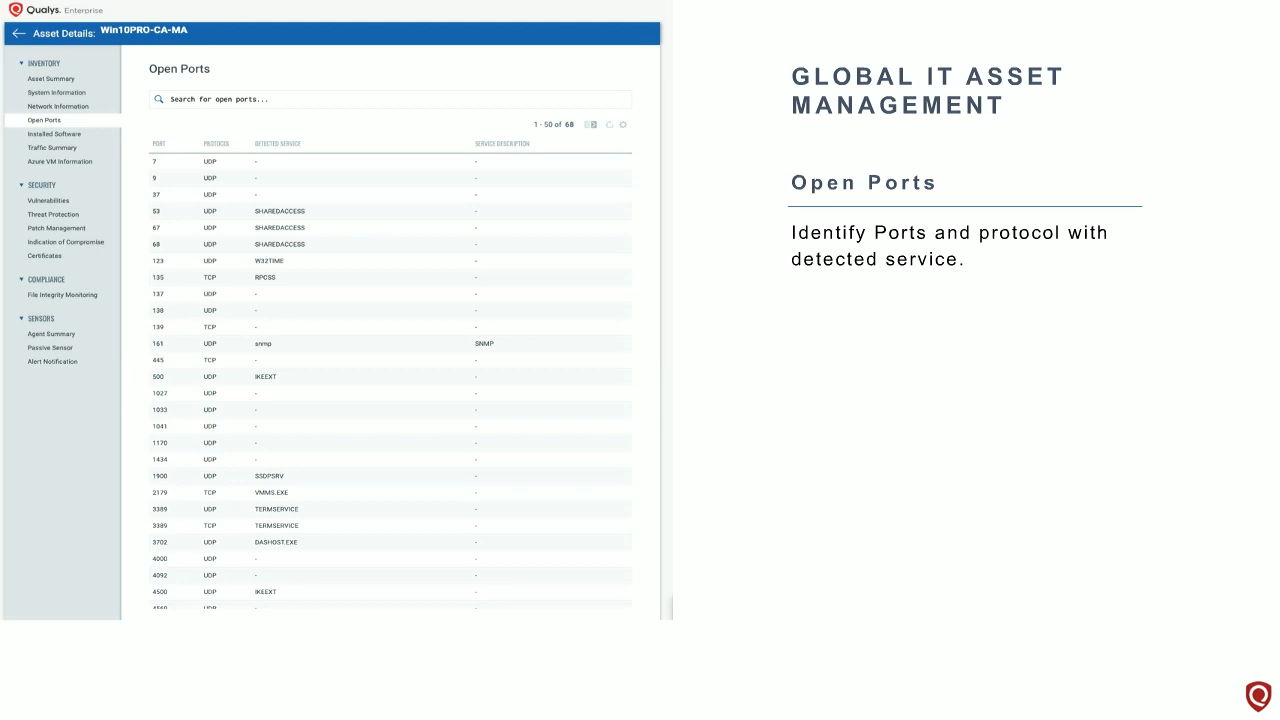 Qualys. Enterprise
Asset Details: Win10PRO-CA-MA
INVENTORY
Asset Summary
System Information
Network Information
Open Ports
Installed Software
Traffic Summary
Azure VM Information
SECURITY
Vulnerabilities
Threat Protection
Patch Management
Indication of Compromise
Certificates
COMPLIANCE
File Integrity Monitoring
SENSORS
Agent Summary
Passive Sensor
Alert Notification
Open Ports
Search for open ports...
1 - 50 of 68
PORT PROTOCOL DETECTED SERVICE SERVICE DESCRIPTION
7 UDP - -
9 UDP - -
37 UDP - -
53 UDP SHAREDACCESS -
67 UDP SHAREDACCESS -
68 UDP SHAREDACCESS -
123 UDP W32TIME -
135 TCP RPCSS -
137 UDP - -
138 UDP - -
139 TCP - -
161 UDP snmp SNMP
445 TCP - -
500 UDP IKEEXT -
1027 UDP - -
1033 UDP - -
1041 UDP - -
1170 UDP - -
1434 UDP - -
1900 UDP SSDPSRV -
2179 TCP VMMS.EXE -
3389 UDP TERMSERVICE -
3389 TCP TERMSERVICE -
3702 UDP DASHOST.EXE -
4000 UDP - -
4092 UDP - -
4500 UDP IKEEXT -
GLOBAL IT ASSET
MANAGEMENT
Open Ports
Identify Ports and protocol with
detected service.